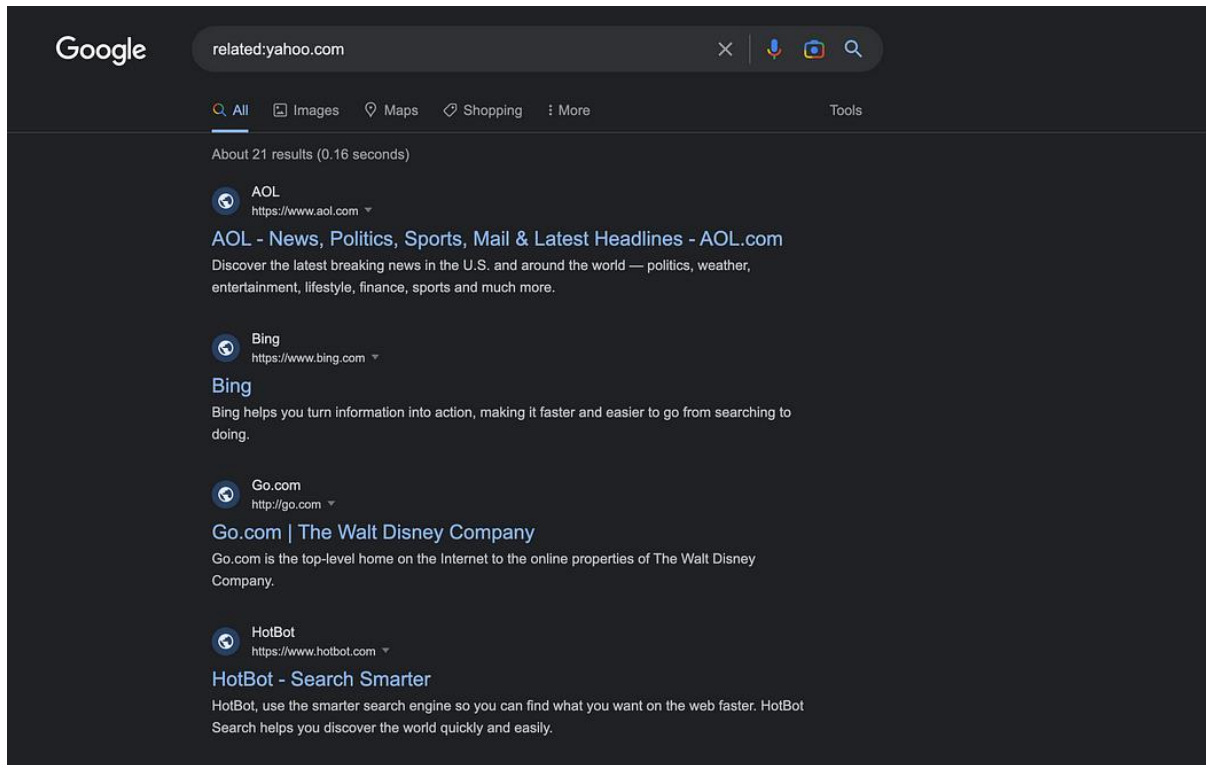 Google
related:yahoo.com
All Images Maps Shopping More Tools
About 21 results (0.16 seconds)
AOL
https://www.aol.com
AOL - News, Politics, Sports, Mail & Latest Headlines - AOL.com
Discover the latest breaking news in the U.S. and around the world — politics, weather,
entertainment, lifestyle, finance, sports and much more.
Bing
https://www.bing.com
Bing
Bing helps you turn information into action, making it faster and easier to go from searching to
doing.
Go.com
http://go.com
Go.com | The Walt Disney Company
Go.com is the top-level home on the Internet to the online properties of The Walt Disney
Company.
HotBot
https://www.hotbot.com
HotBot - Search Smarter
HotBot, use the smarter search engine so you can find what you want on the web faster. HotBot
Search helps you discover the world quickly and easily.